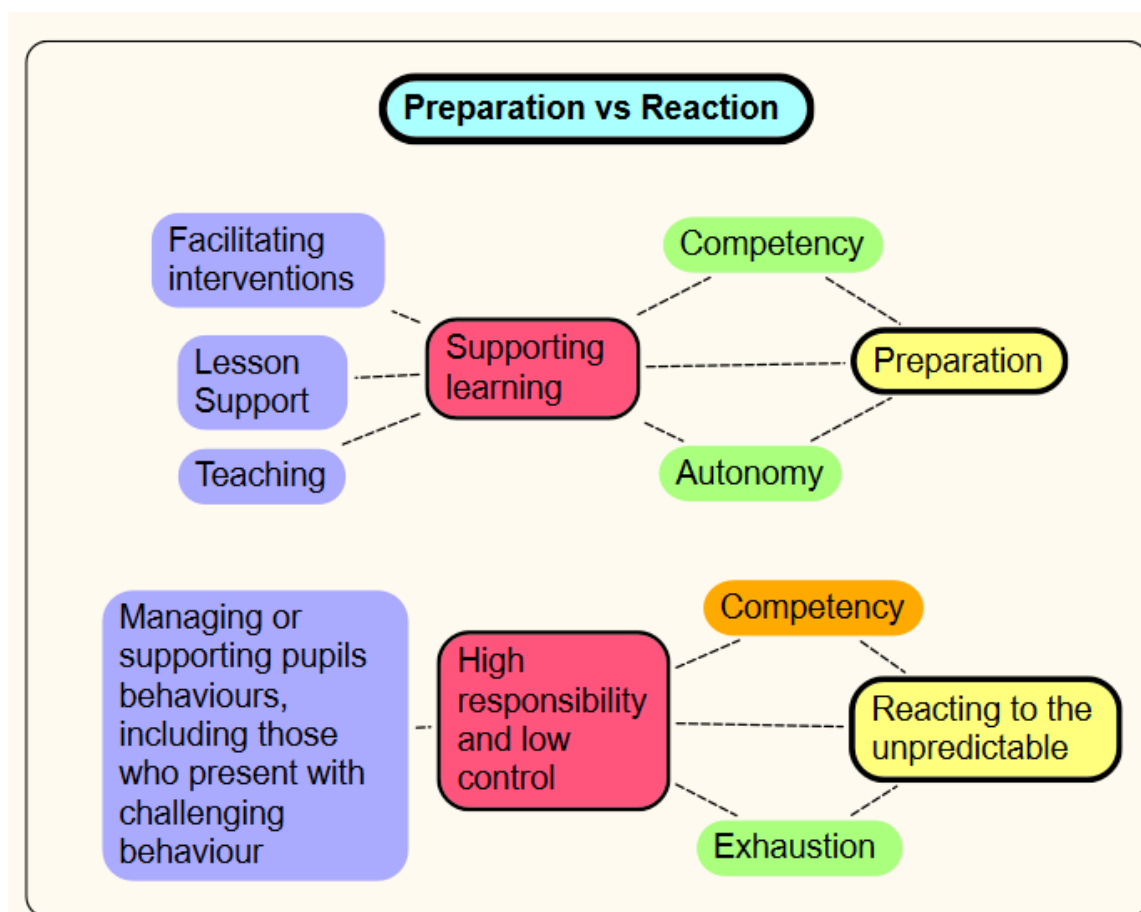 Preparation vs Reaction
Facilitating
interventions
Lesson
Support
Teaching
Supporting
learning
Competency
Preparation
Autonomy
Managing or
supporting pupils
behaviours,
including those
who present with
challenging
behaviour
High
responsibility
and low
control
Competency
Reacting to the
unpredictable
Exhaustion